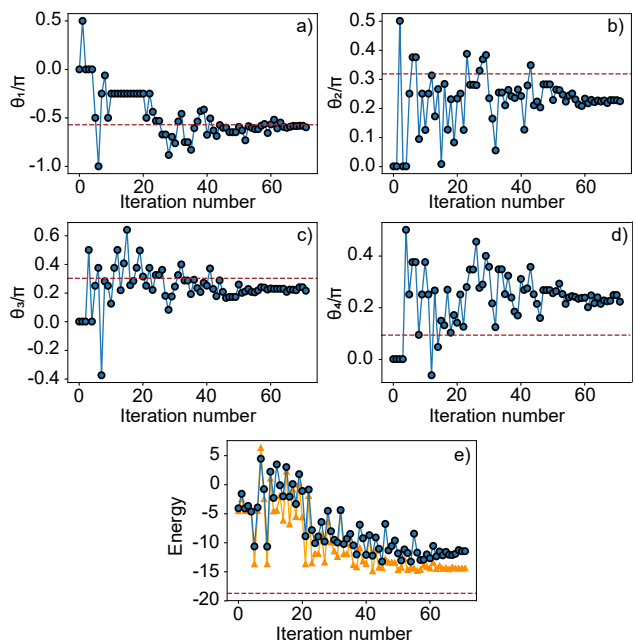 a)
θ₁/π
0.5
0.0
−0.5
−1.0
0 20 40 60
Iteration number
b)
θ₂/π
0.5
0.4
0.3
0.2
0.1
0.0
0 20 40 60
Iteration number
c)
θ₃/π
0.6
0.4
0.2
0.0
−0.2
−0.4
0 20 40 60
Iteration number
d)
θ₄/π
0.4
0.2
0.0
0 20 40 60
Iteration number
e)
Energy
5
0
−5
−10
−15
−20
0 20 40 60
Iteration number